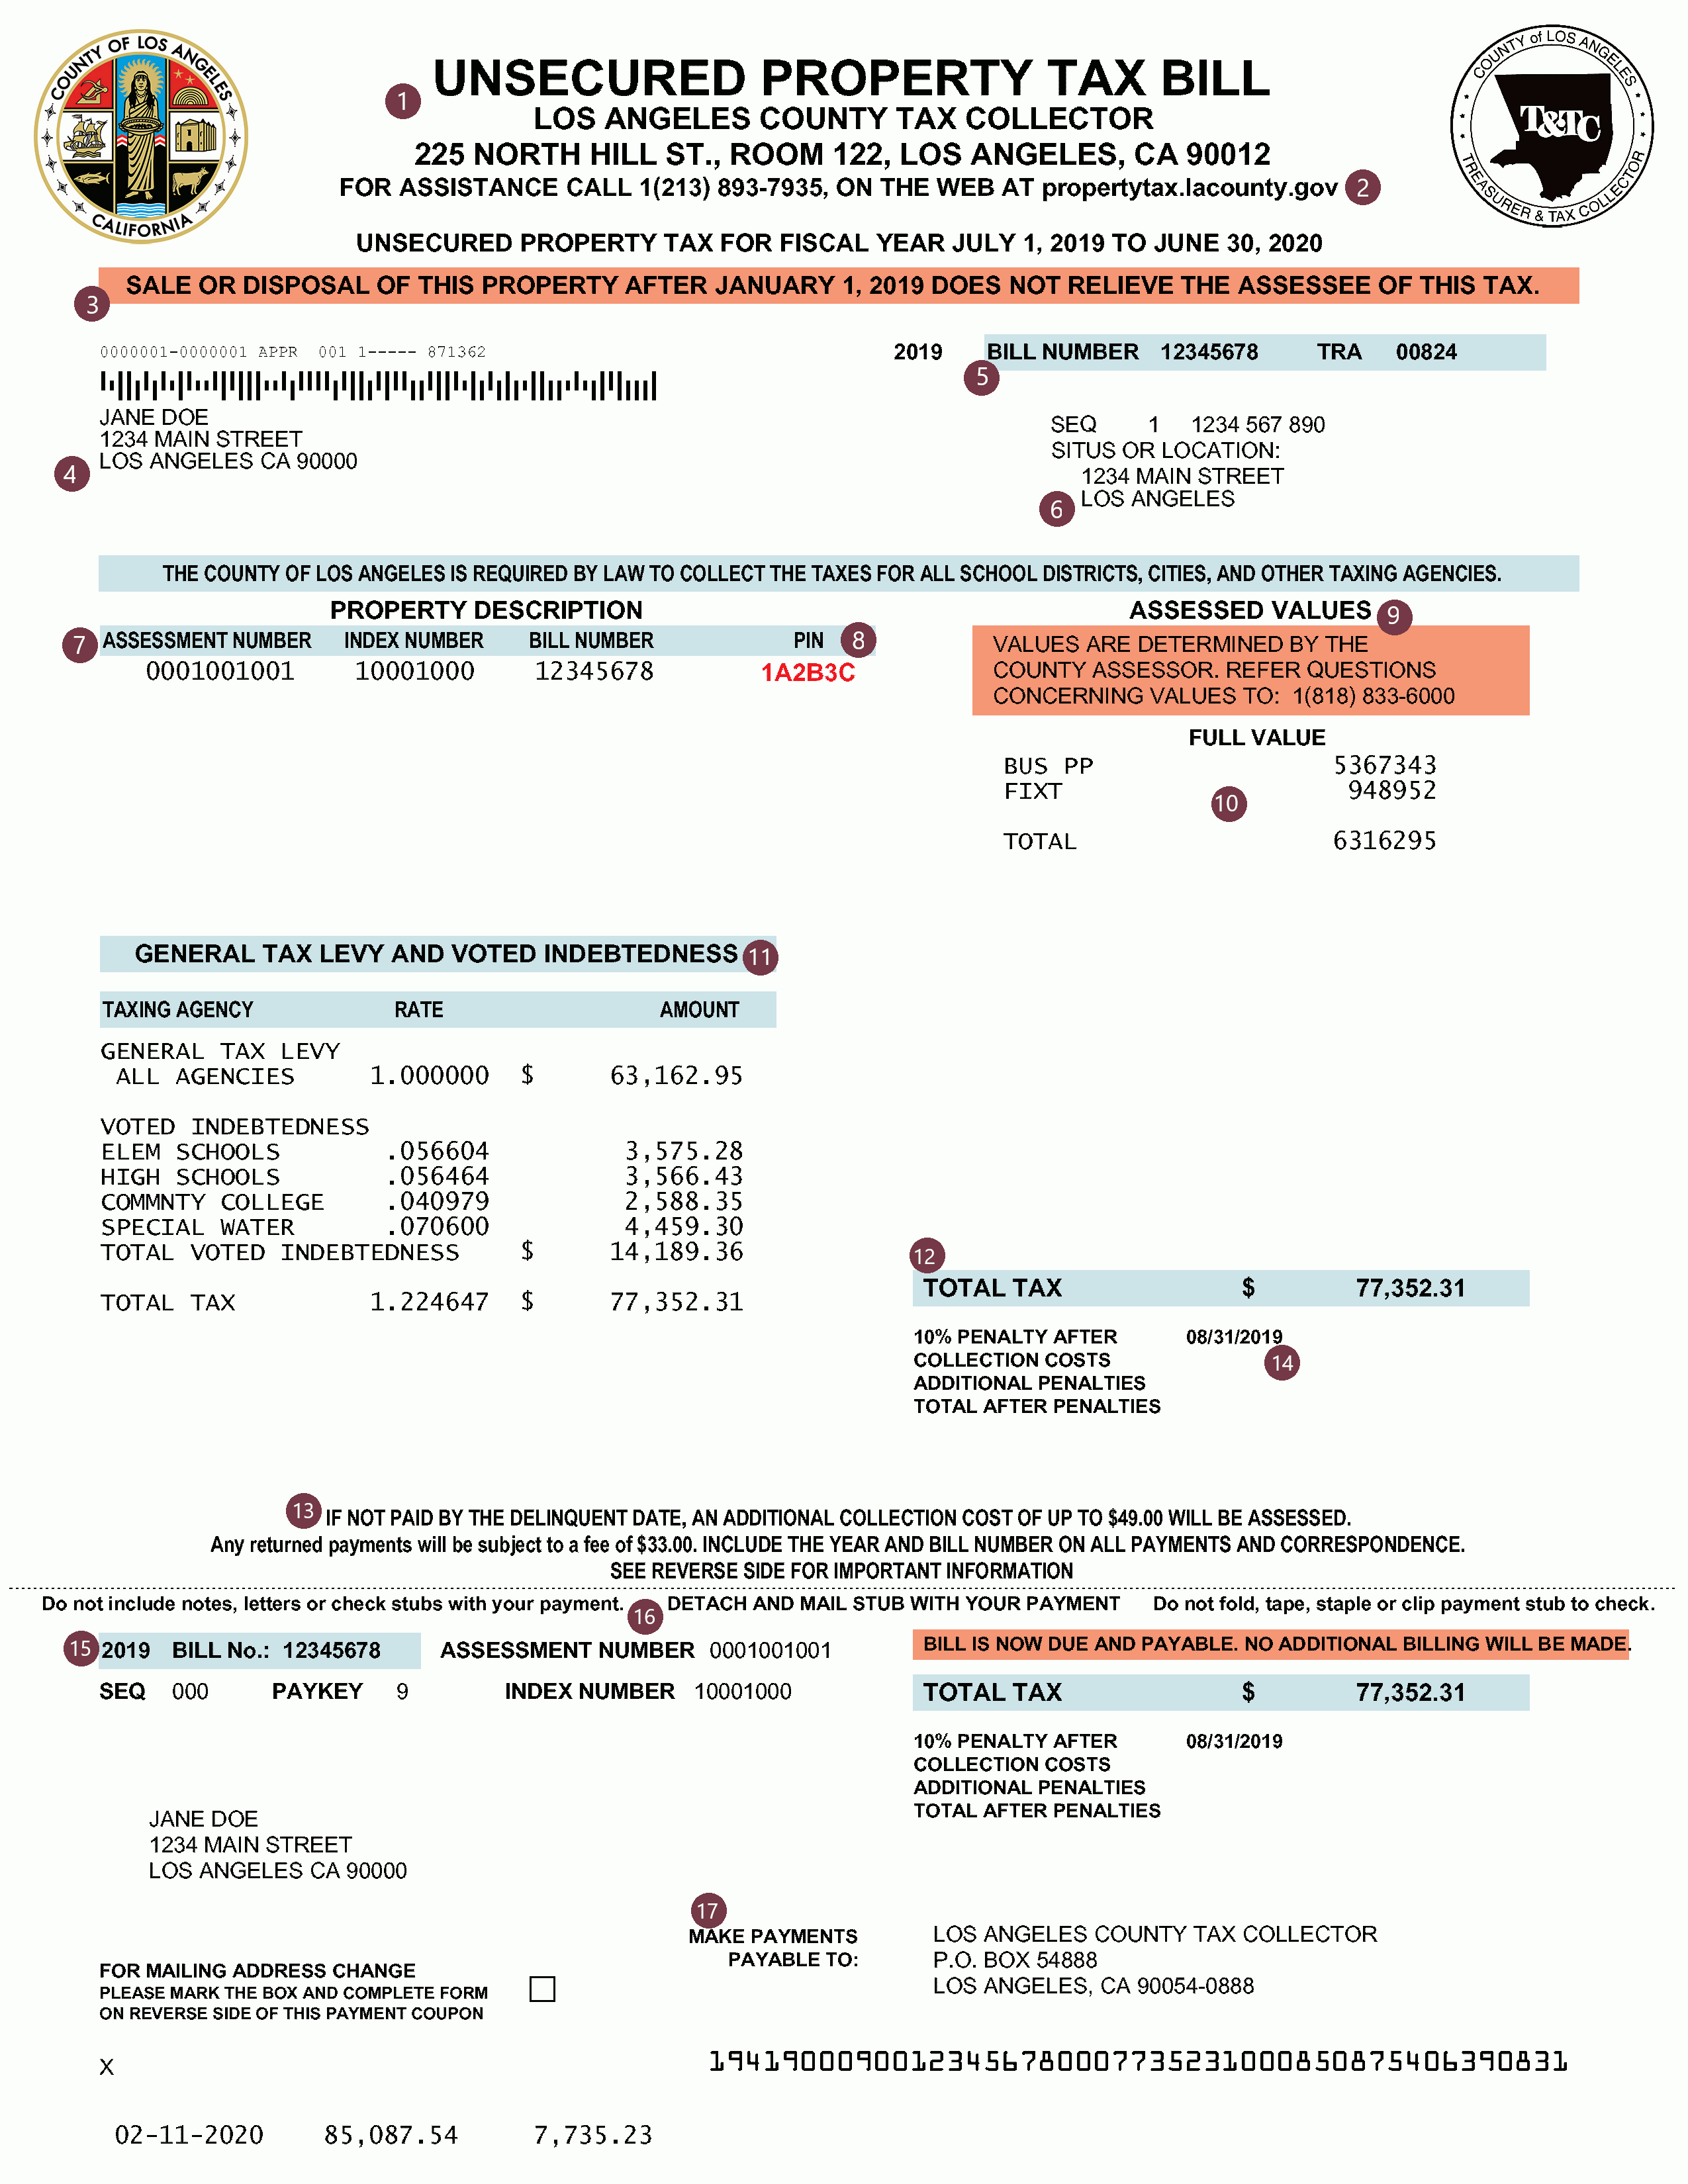 COUNTY OF LOS ANGELES
CALIFORNIA
COUNTY of LOS ANGELES
T&TC
TREASURER & TAX COLLECTOR
UNSECURED PROPERTY TAX BILL
1 LOS ANGELES COUNTY TAX COLLECTOR
225 NORTH HILL ST., ROOM 122, LOS ANGELES, CA 90012
FOR ASSISTANCE CALL 1(213) 893-7935, ON THE WEB AT propertytax.lacounty.gov 2
UNSECURED PROPERTY TAX FOR FISCAL YEAR JULY 1, 2019 TO JUNE 30, 2020
3 SALE OR DISPOSAL OF THIS PROPERTY AFTER JANUARY 1, 2019 DOES NOT RELIEVE THE ASSESSEE OF THIS TAX.
0000001-0000001 APPR 001 1----- 871362
2019 BILL NUMBER 12345678 TRA 00824
5
JANE DOE
1234 MAIN STREET
4 LOS ANGELES CA 90000
SEQ 1 1234 567 890
SITUS OR LOCATION:
1234 MAIN STREET
6 LOS ANGELES
THE COUNTY OF LOS ANGELES IS REQUIRED BY LAW TO COLLECT THE TAXES FOR ALL SCHOOL DISTRICTS, CITIES, AND OTHER TAXING AGENCIES.
PROPERTY DESCRIPTION
7 ASSESSMENT NUMBER INDEX NUMBER BILL NUMBER PIN 8
0001001001 10001000 12345678 1A2B3C
ASSESSED VALUES 9
VALUES ARE DETERMINED BY THE
COUNTY ASSESSOR. REFER QUESTIONS
CONCERNING VALUES TO: 1(818) 833-6000
FULL VALUE
BUS PP 5367343
FIXT 948952
10
TOTAL 6316295
GENERAL TAX LEVY AND VOTED INDEBTEDNESS 11
TAXING AGENCY RATE AMOUNT
GENERAL TAX LEVY
ALL AGENCIES 1.000000 $ 63,162.95
VOTED INDEBTEDNESS
ELEM SCHOOLS .056604 3,575.28
HIGH SCHOOLS .056464 3,566.43
COMMNTY COLLEGE .040979 2,588.35
SPECIAL WATER .070600 4,459.30
TOTAL VOTED INDEBTEDNESS $ 14,189.36
TOTAL TAX 1.224647 $ 77,352.31
12
TOTAL TAX $ 77,352.31
10% PENALTY AFTER 08/31/2019
COLLECTION COSTS 14
ADDITIONAL PENALTIES
TOTAL AFTER PENALTIES
13 IF NOT PAID BY THE DELINQUENT DATE, AN ADDITIONAL COLLECTION COST OF UP TO $49.00 WILL BE ASSESSED.
Any returned payments will be subject to a fee of $33.00. INCLUDE THE YEAR AND BILL NUMBER ON ALL PAYMENTS AND CORRESPONDENCE.
SEE REVERSE SIDE FOR IMPORTANT INFORMATION
Do not include notes, letters or check stubs with your payment. 16 DETACH AND MAIL STUB WITH YOUR PAYMENT Do not fold, tape, staple or clip payment stub to check.
15 2019 BILL No.: 12345678 ASSESSMENT NUMBER 0001001001
SEQ 000 PAYKEY 9 INDEX NUMBER 10001000
BILL IS NOW DUE AND PAYABLE. NO ADDITIONAL BILLING WILL BE MADE.
TOTAL TAX $ 77,352.31
10% PENALTY AFTER 08/31/2019
COLLECTION COSTS
ADDITIONAL PENALTIES
TOTAL AFTER PENALTIES
JANE DOE
1234 MAIN STREET
LOS ANGELES CA 90000
17
MAKE PAYMENTS
PAYABLE TO:
LOS ANGELES COUNTY TAX COLLECTOR
P.O. BOX 54888
LOS ANGELES, CA 90054-0888
FOR MAILING ADDRESS CHANGE
PLEASE MARK THE BOX AND COMPLETE FORM
ON REVERSE SIDE OF THIS PAYMENT COUPON
X
19419000900123456780007735231000850875406390831
02-11-2020 85,087.54 7,735.23